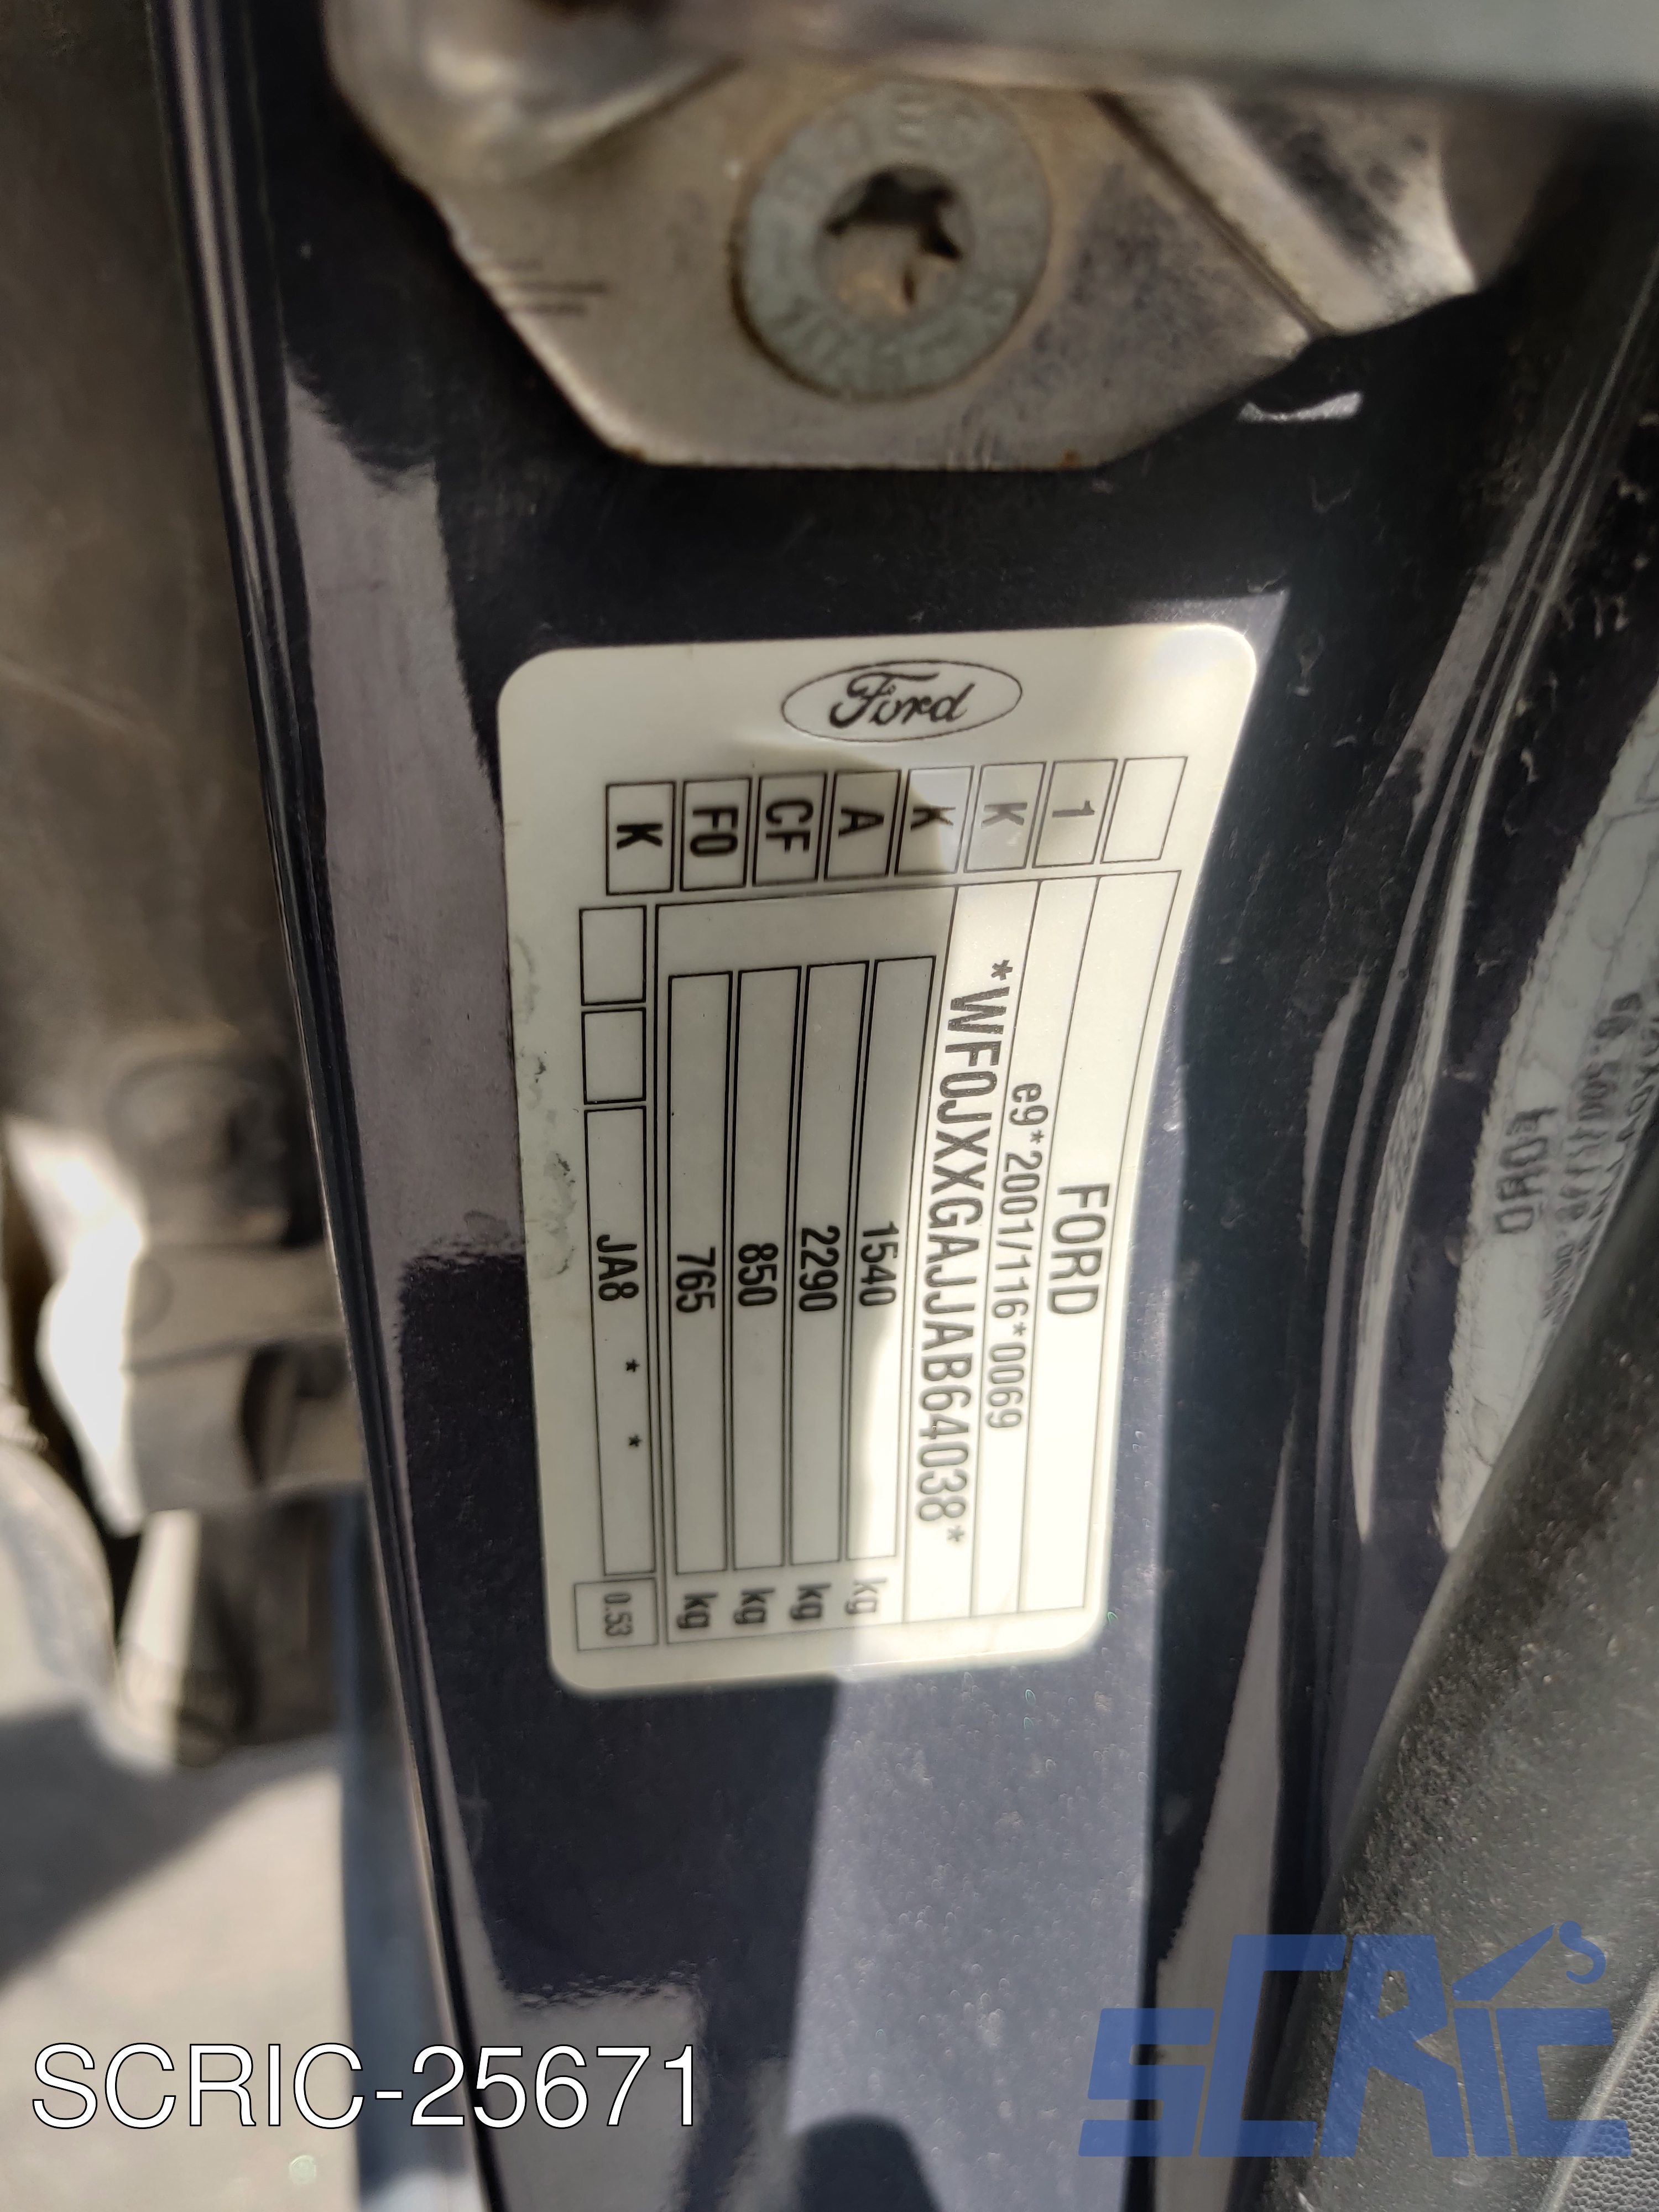 Ford
1
K
K
A
CF
F0
K
FORD
e9*2001/116*0069
*WF0JXXGAJJAB64038*
1540 kg
2290 kg
850 kg
765 kg
JA8 * * 0.53
FORD
SCRIC-25671
SCRIC'S